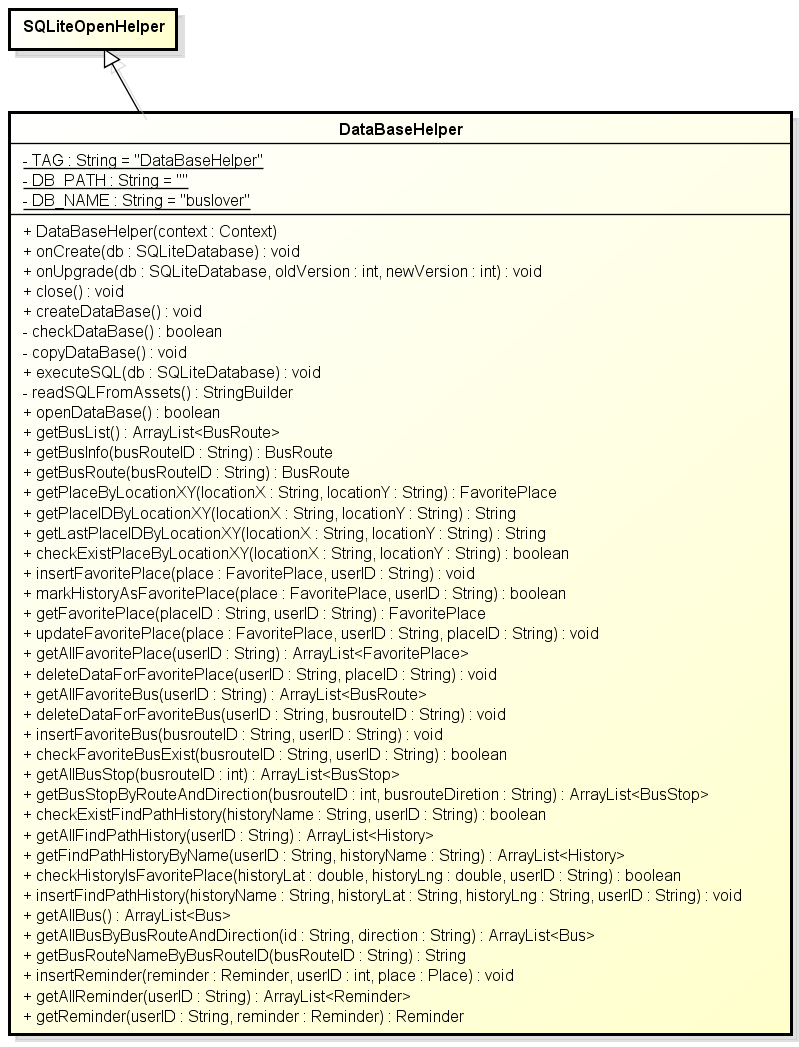 SQLiteOpenHelper
DataBaseHelper
- TAG : String = "DataBaseHelper"
- DB_PATH : String = ""
- DB_NAME : String = "buslover"
+ DataBaseHelper(context : Context)
+ onCreate(db : SQLiteDatabase) : void
+ onUpgrade(db : SQLiteDatabase, oldVersion : int, newVersion : int) : void
+ close() : void
+ createDataBase() : void
- checkDataBase() : boolean
- copyDataBase() : void
+ executeSQL(db : SQLiteDatabase) : void
- readSQLFromAssets() : StringBuilder
+ openDataBase() : boolean
+ getBusList() : ArrayList<BusRoute>
+ getBusInfo(busRouteID : String) : BusRoute
+ getBusRoute(busRouteID : String) : BusRoute
+ getPlaceByLocationXY(locationX : String, locationY : String) : FavoritePlace
+ getPlaceIDByLocationXY(locationX : String, locationY : String) : String
+ getLastPlaceIDByLocationXY(locationX : String, locationY : String) : String
+ checkExistPlaceByLocationXY(locationX : String, locationY : String) : boolean
+ insertFavoritePlace(place : FavoritePlace, userID : String) : void
+ markHistoryAsFavoritePlace(place : FavoritePlace, userID : String) : boolean
+ getFavoritePlace(placeID : String, userID : String) : FavoritePlace
+ updateFavoritePlace(place : FavoritePlace, userID : String, placeID : String) : void
+ getAllFavoritePlace(userID : String) : ArrayList<FavoritePlace>
+ deleteDataForFavoritePlace(userID : String, placeID : String) : void
+ getAllFavoriteBus(userID : String) : ArrayList<BusRoute>
+ deleteDataForFavoriteBus(userID : String, busrouteID : String) : void
+ insertFavoriteBus(busrouteID : String, userID : String) : void
+ checkFavoriteBusExist(busrouteID : String, userID : String) : boolean
+ getAllBusStop(busrouteID : int) : ArrayList<BusStop>
+ getBusStopByRouteAndDirection(busrouteID : int, busrouteDiretion : String) : ArrayList<BusStop>
+ checkExistFindPathHistory(historyName : String, userID : String) : boolean
+ getAllFindPathHistory(userID : String) : ArrayList<History>
+ getFindPathHistoryByName(userID : String, historyName : String) : ArrayList<History>
+ checkHistoryIsFavoritePlace(historyLat : double, historyLng : double, userID : String) : boolean
+ insertFindPathHistory(historyName : String, historyLat : String, historyLng : String, userID : String) : void
+ getAllBus() : ArrayList<Bus>
+ getAllBusByBusRouteAndDirection(id : String, direction : String) : ArrayList<Bus>
+ getBusRouteNameByBusRouteID(busRouteID : String) : String
+ insertReminder(reminder : Reminder, userID : int, place : Place) : void
+ getAllReminder(userID : String) : ArrayList<Reminder>
+ getReminder(userID : String, reminder : Reminder) : Reminder